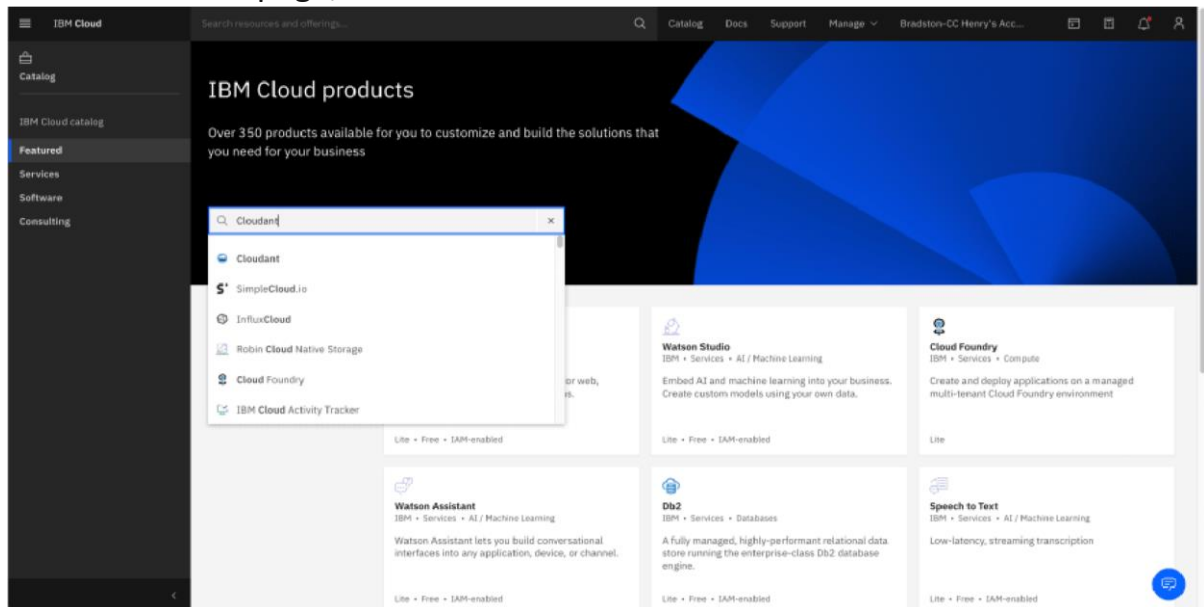 IBM Cloud
Search resources and offerings...
Catalog
Docs
Support
Manage
Bradston-CC Henry's Acc...
Catalog
IBM Cloud catalog
Featured
Services
Software
Consulting
IBM Cloud products
Over 350 products available for you to customize and build the solutions that
you need for your business
Cloudant
Cloudant
SimpleCloud.io
InfluxCloud
Robin Cloud Native Storage
Cloud Foundry
IBM Cloud Activity Tracker
or web,
Lite • Free • IAM-enabled
Watson Studio
IBM • Services • AI / Machine Learning
Embed AI and machine learning into your business.
Create custom models using your own data.
Lite • Free • IAM-enabled
Cloud Foundry
IBM • Services • Compute
Create and deploy applications on a managed
multi-tenant Cloud Foundry environment
Lite
Watson Assistant
IBM • Services • AI / Machine Learning
Watson Assistant lets you build conversational
interfaces into any application, device, or channel.
Lite • Free • IAM-enabled
Db2
IBM • Services • Databases
A fully managed, highly-performant relational data
store running the enterprise-class Db2 database
engine.
Lite • Free • IAM-enabled
Speech to Text
IBM • Services • AI / Machine Learning
Low-latency, streaming transcription
Lite • Free • IAM-enabled